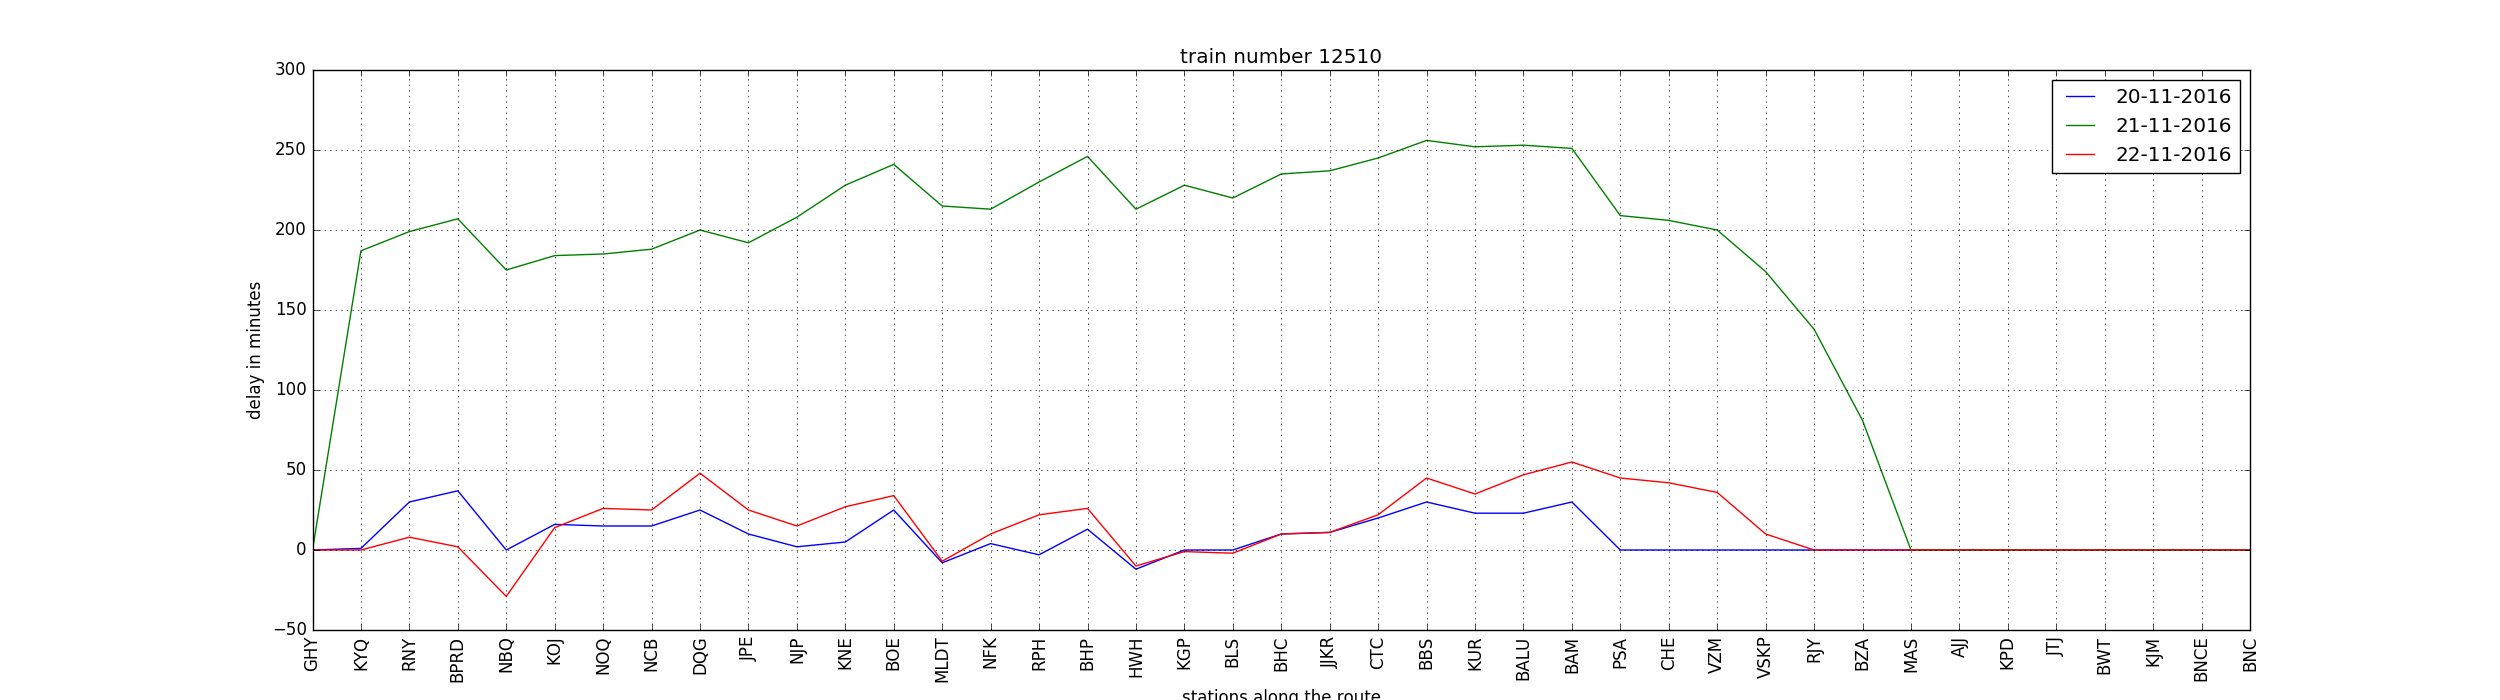 train number 12510
300
250
200
150
100
50
0
−50
delay in minutes
20-11-2016
21-11-2016
22-11-2016
GHY
KYQ
RNY
BPRD
NBQ
KOJ
NOQ
NCB
DQG
JPE
NJP
KNE
BOE
MLDT
NFK
RPH
BHP
HWH
KGP
BLS
BHC
JJKR
CTC
BBS
KUR
BALU
BAM
PSA
CHE
VZM
VSKP
RJY
BZA
MAS
AJJ
KPD
JTJ
BWT
KJM
BNCE
BNC
stations along the route